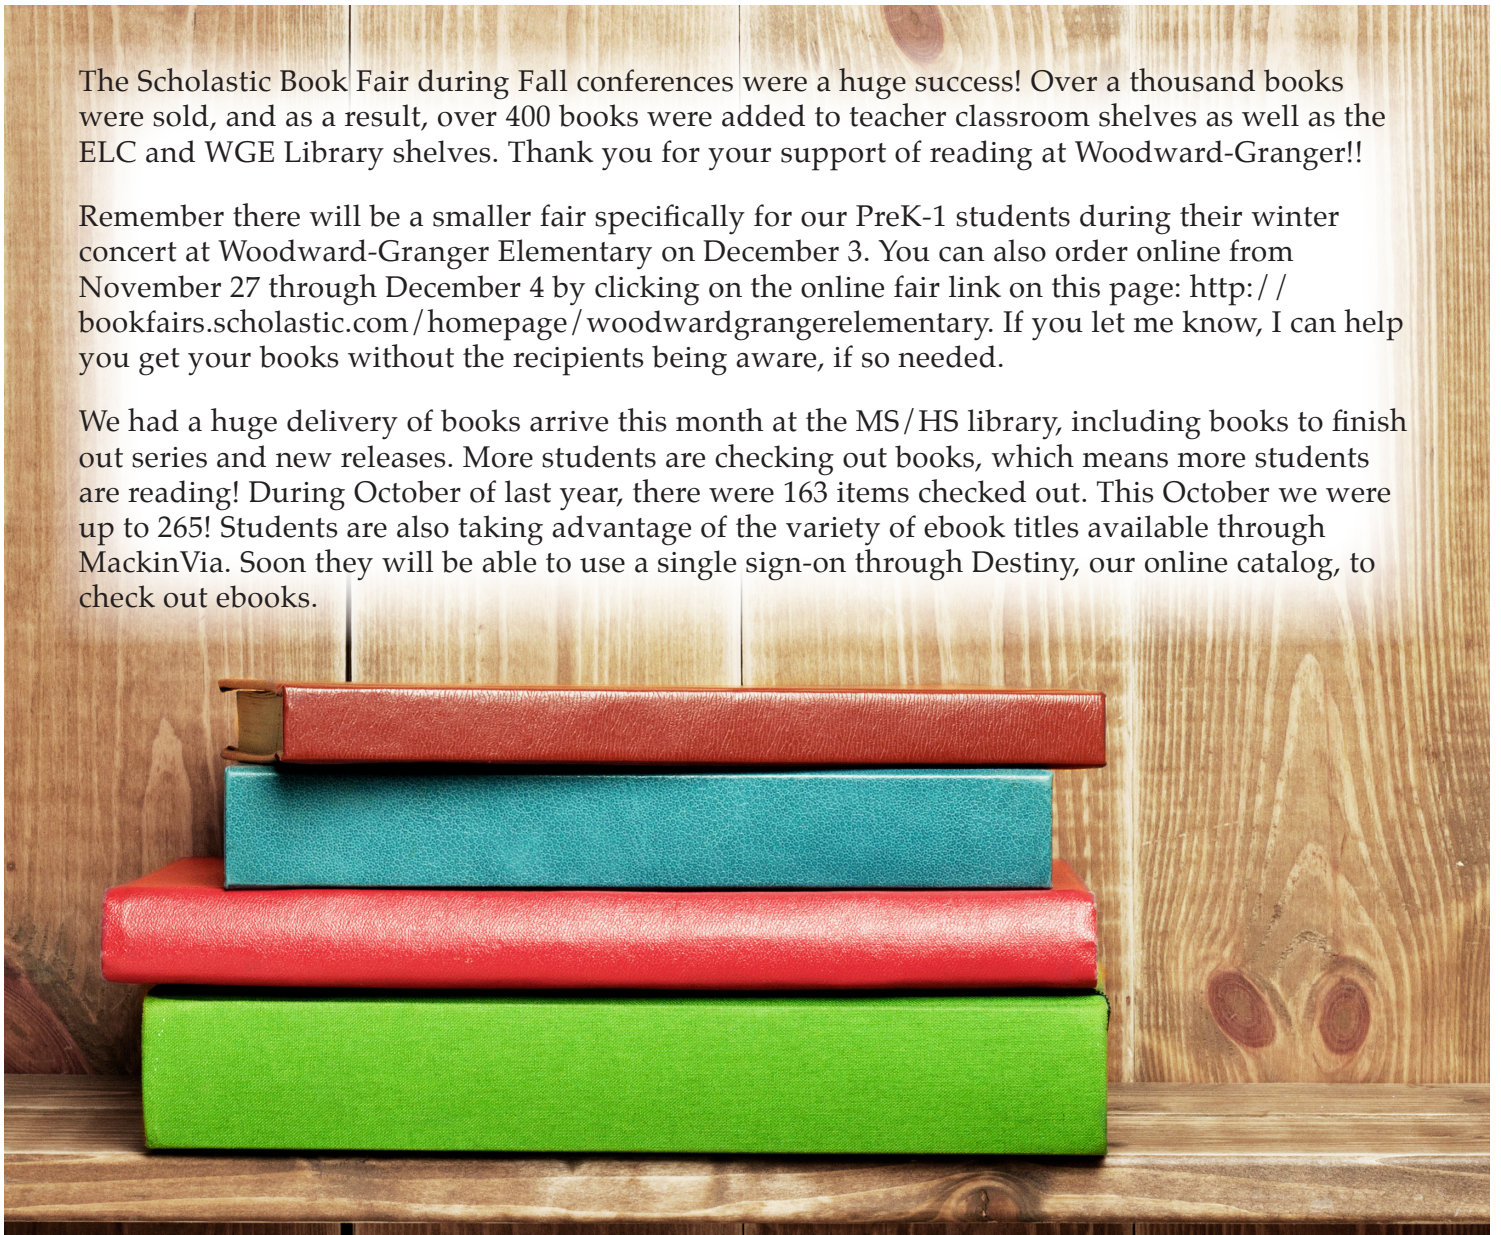 The Scholastic Book Fair during Fall conferences were a huge success! Over a thousand books
were sold, and as a result, over 400 books were added to teacher classroom shelves as well as the
ELC and WGE Library shelves. Thank you for your support of reading at Woodward-Granger!!
Remember there will be a smaller fair specifically for our PreK-1 students during their winter
concert at Woodward-Granger Elementary on December 3. You can also order online from
November 27 through December 4 by clicking on the online fair link on this page: http://
bookfairs.scholastic.com/homepage/woodwardgrangerelementary. If you let me know, I can help
you get your books without the recipients being aware, if so needed.
We had a huge delivery of books arrive this month at the MS/HS library, including books to finish
out series and new releases. More students are checking out books, which means more students
are reading! During October of last year, there were 163 items checked out. This October we were
up to 265! Students are also taking advantage of the variety of ebook titles available through
MackinVia. Soon they will be able to use a single sign-on through Destiny, our online catalog, to
check out ebooks.